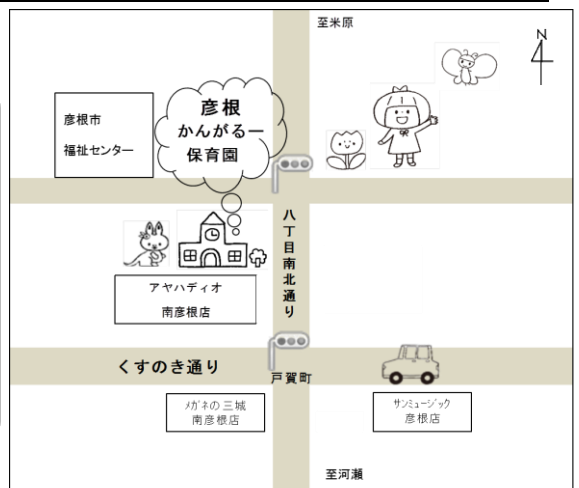 至米原
N
彦根市
福祉センター
彦根
かんがるー
保育園
八丁目南北通り
アヤハディオ
南彦根店
くすのき通り
戸賀町
メガネの三城
南彦根店
サンミュージック
彦根店
至河瀬